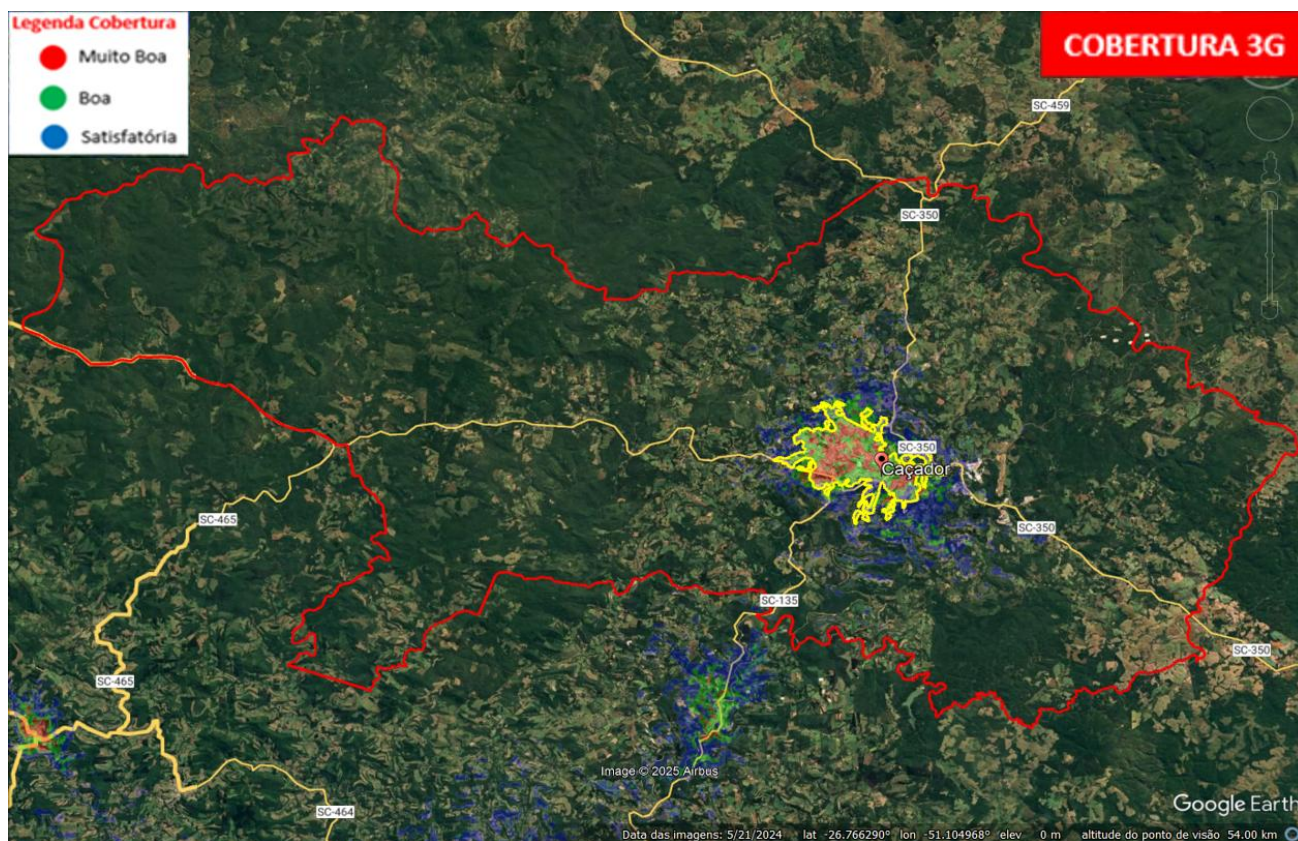 Legenda Cobertura
Muito Boa
Boa
Satisfatória
COBERTURA 3G
SC-459
SC-350
SC-350
Caçador
SC-465
SC-350
SC-135
SC-350
SC-465
Image © 2025 Airbus
SC-464
Google Earth
Data das imagens: 5/21/2024 lat -26.766290° lon -51.104968° elev 0 m altitude do ponto de visão 54.00 km